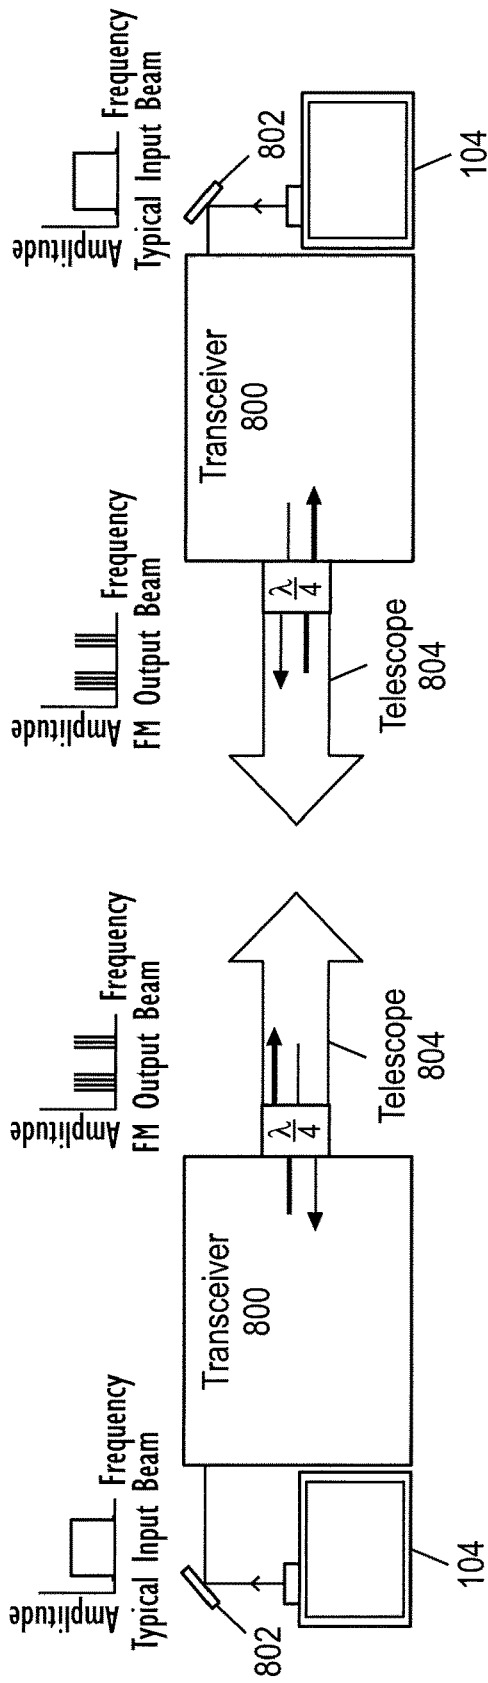 Amplitude
Frequency
Typical Input Beam
802
104
Transceiver
800
Amplitude
Frequency
FM Output Beam
λ
4
Telescope
804
Amplitude
Frequency
FM Output Beam
λ
4
Telescope
804
Transceiver
800
Amplitude
Frequency
Typical Input Beam
802
104